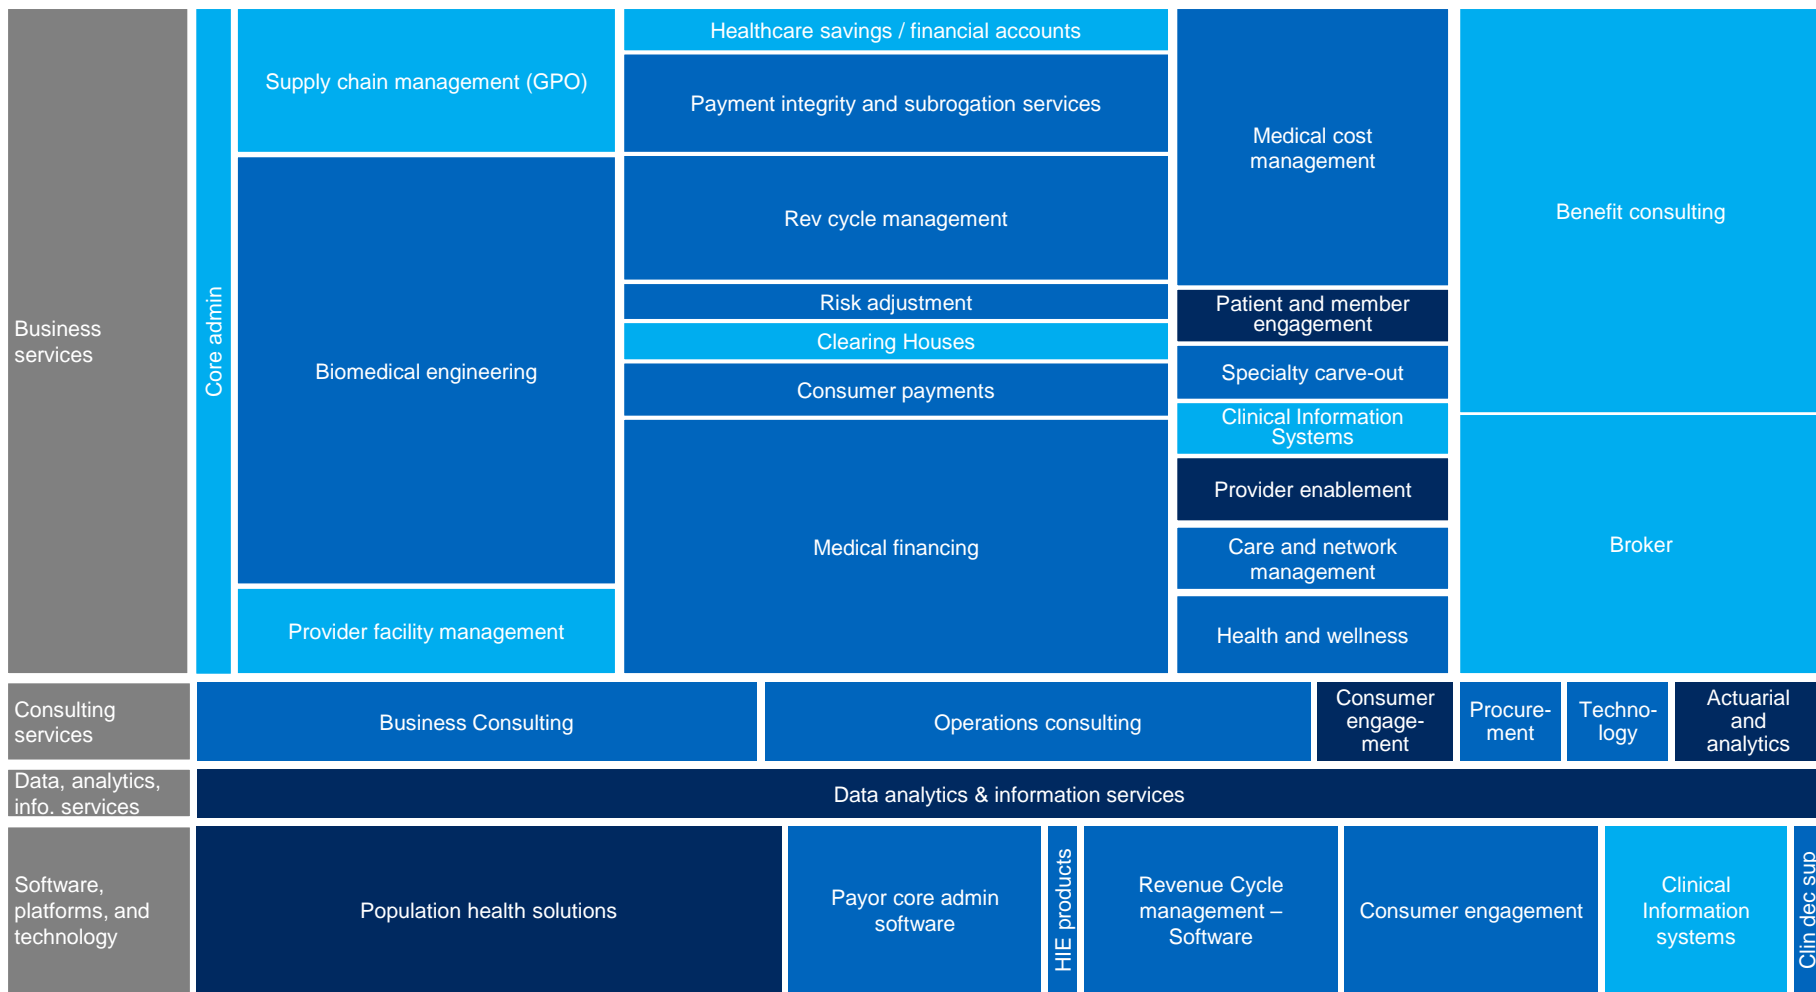 Business
services
Core admin
Supply chain management (GPO)
Biomedical engineering
Provider facility management
Healthcare savings / financial accounts
Payment integrity and subrogation services
Rev cycle management
Risk adjustment
Clearing Houses
Consumer payments
Medical financing
Medical cost
management
Patient and member
engagement
Specialty carve-out
Clinical Information
Systems
Provider enablement
Care and network
management
Health and wellness
Benefit consulting
Broker
Consulting
services
Business Consulting
Operations consulting
Consumer
engage-
ment
Procure-
ment
Techno-
logy
Actuarial
and
analytics
Data, analytics,
info. services
Data analytics & information services
Software,
platforms, and
technology
Population health solutions
Payor core admin
software
HIE products
Revenue Cycle
management –
Software
Consumer engagement
Clinical
Information
systems
Clin dec sup